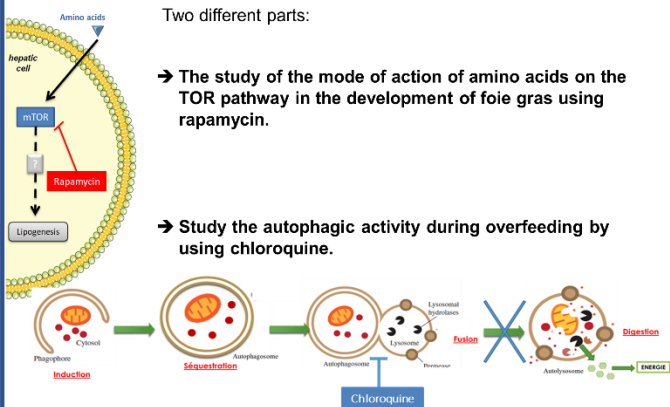 Amino acids
Two different parts:
hepatic
cell
➔ The study of the mode of action of amino acids on the
TOR pathway in the development of foie gras using
rapamycin.
mTOR
?
Rapamycin
Lipogenesis
➔ Study the autophagic activity during overfeeding by
using chloroquine.
Cytosol
Phagophore
Induction
Séquestration
Autophagosome
Autophagosome
Lysosome
Lysosomal
hydrolases
Permease
Fusion
Autolysosome
Digestion
ENERGIE
Chloroquine